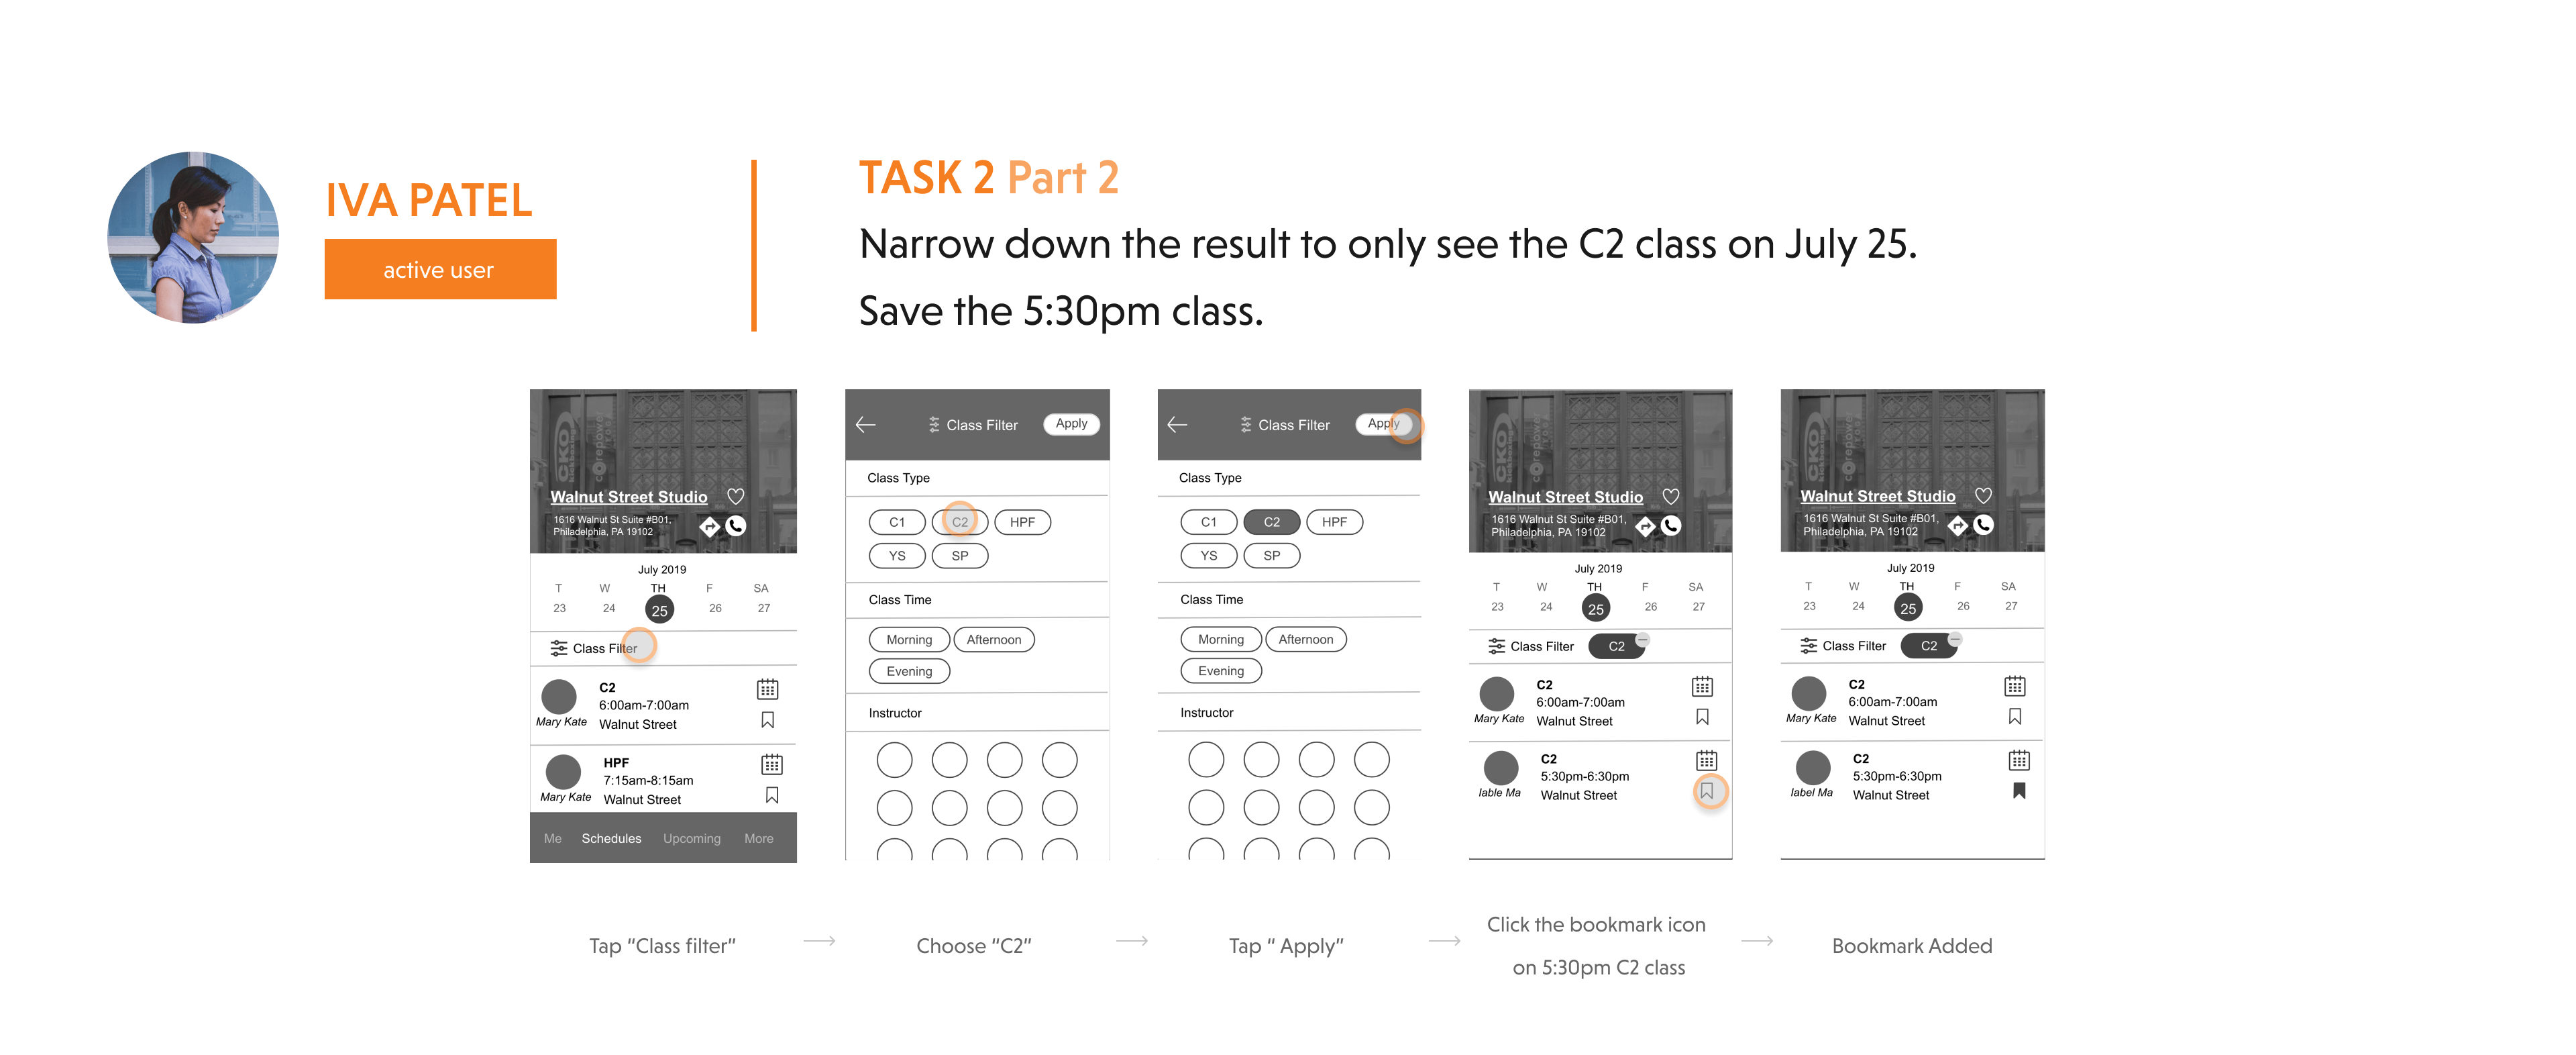 IVA PATEL
active user
TASK 2 Part 2
Narrow down the result to only see the C2 class on July 25.
Save the 5:30pm class.
CKO
Walnut Street Studio
1616 Walnut St Suite #B01,
Philadelphia, PA 19102
July 2019
T W TH F SA
23 24 25 26 27
Class Filter
C2
6:00am-7:00am
Walnut Street
Mary Kate
HPF
7:15am-8:15am
Walnut Street
Mary Kate
Me Schedules Upcoming More
Class Filter Apply
Class Type
C1 C2 HPF
YS SP
Class Time
Morning Afternoon
Evening
Instructor
Class Filter Apply
Class Type
C1 C2 HPF
YS SP
Class Time
Morning Afternoon
Evening
Instructor
CKO
Walnut Street Studio
1616 Walnut St Suite #B01,
Philadelphia, PA 19102
July 2019
T W TH F SA
23 24 25 26 27
Class Filter C2
C2
6:00am-7:00am
Walnut Street
Mary Kate
C2
5:30pm-6:30pm
Walnut Street
Iable Ma
CKO
Walnut Street Studio
1616 Walnut St Suite #B01,
Philadelphia, PA 19102
July 2019
T W TH F SA
23 24 25 26 27
Class Filter C2
C2
6:00am-7:00am
Walnut Street
Mary Kate
C2
5:30pm-6:30pm
Walnut Street
Iabel Ma
Tap “Class filter”
Choose “C2”
Tap “ Apply”
Click the bookmark icon
on 5:30pm C2 class
Bookmark Added